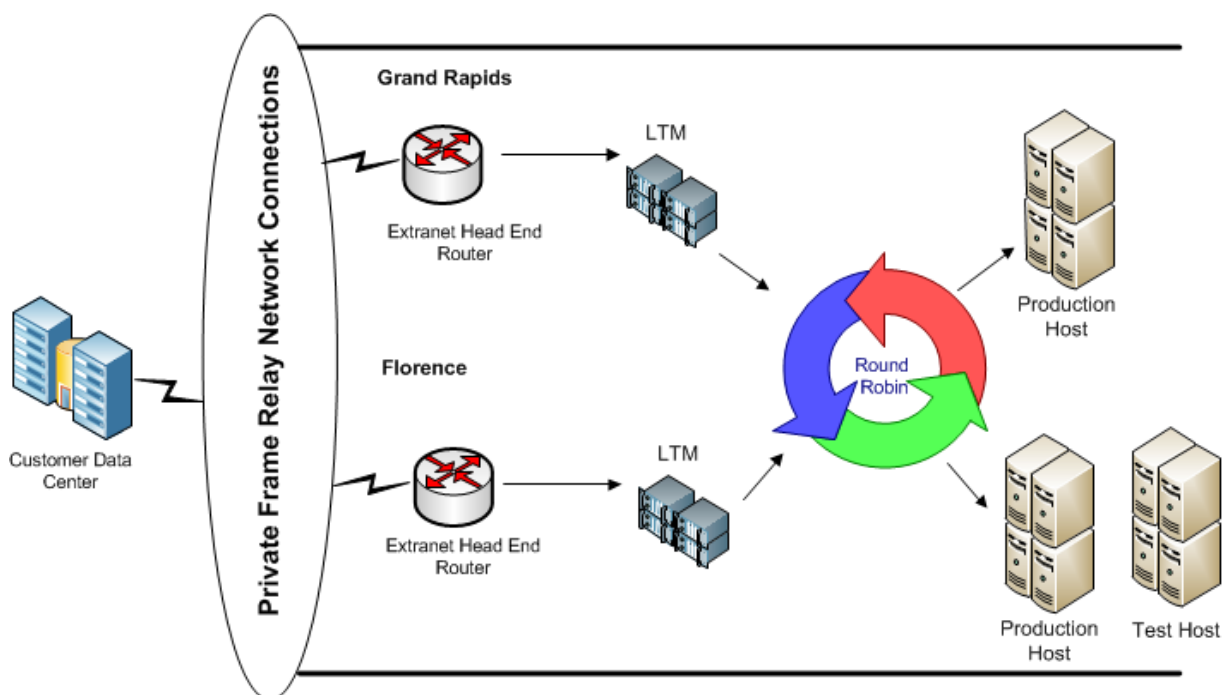 Private Frame Relay Network Connections
Grand Rapids
Extranet Head End
Router
LTM
Production
Host
Round
Robin
Customer Data
Center
Florence
Extranet Head End
Router
LTM
Production
Host
Test Host